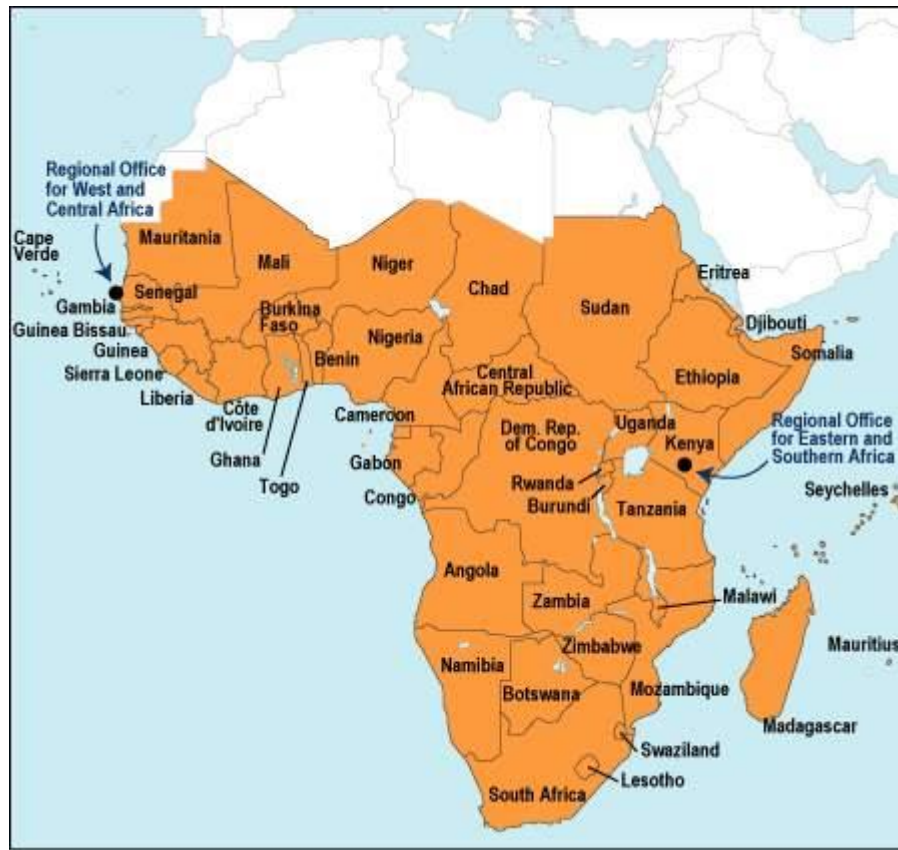 Regional Office
for West and
Central Africa
Cape
Verde
Mauritania
Mali
Niger
Chad
Sudan
Eritrea
Senegal
Gambia
Burkina
Faso
Nigeria
Djibouti
Guinea Bissau
Guinea
Benin
Somalia
Sierra Leone
Central
African Republic
Ethiopia
Liberia
Côte
d'Ivoire
Cameroon
Dem. Rep.
of Congo
Uganda
Kenya
Regional Office
for Eastern and
Southern Africa
Ghana
Gabon
Togo
Rwanda
Congo
Burundi
Tanzania
Seychelles
Angola
Zambia
Malawi
Zimbabwe
Mauritius
Namibia
Botswana
Mozambique
Madagascar
Swaziland
Lesotho
South Africa